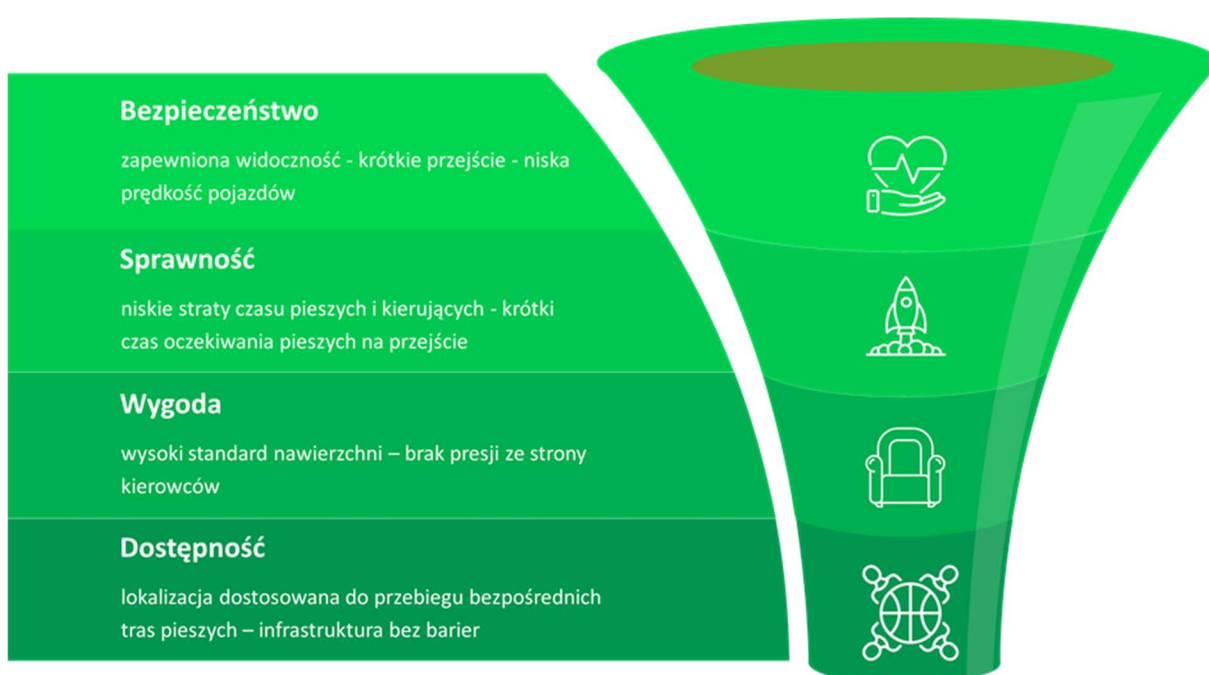 Bezpieczeństwo
zapewniona widoczność - krótkie przejście - niska
prędkość pojazdów
Sprawność
niskie straty czasu pieszych i kierujących - krótki
czas oczekiwania pieszych na przejście
Wygoda
wysoki standard nawierzchni – brak presji ze strony
kierowców
Dostępność
lokalizacja dostosowana do przebiegu bezpośrednich
tras pieszych – infrastruktura bez barier